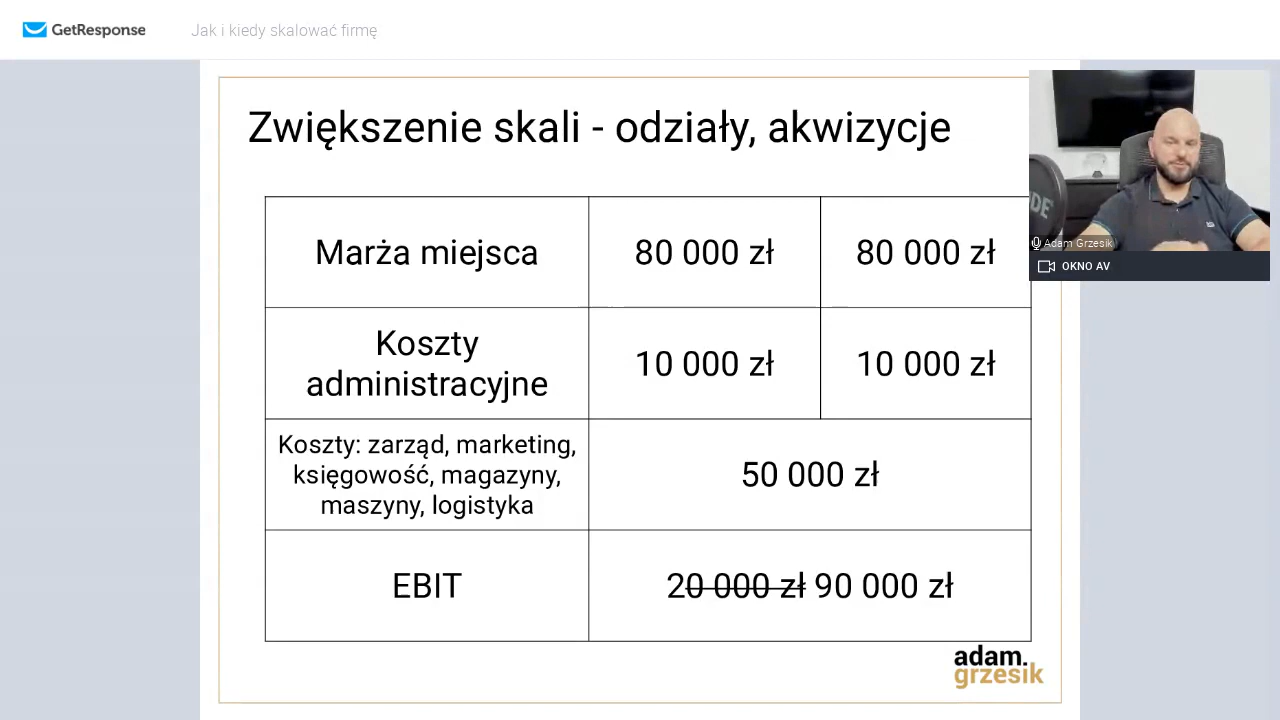 GetResponse
Jak i kiedy skalować firmę
Zwiększenie skali - odziały, akwizycje
Marża miejsca
80 000 zł
80 000 zł
Koszty
administracyjne
10 000 zł
10 000 zł
Koszty: zarząd, marketing,
księgowość, magazyny,
maszyny, logistyka
50 000 zł
EBIT
20 000 zł 90 000 zł
adam.
grzesik
DE
Adam Grzesik
OKNO AV